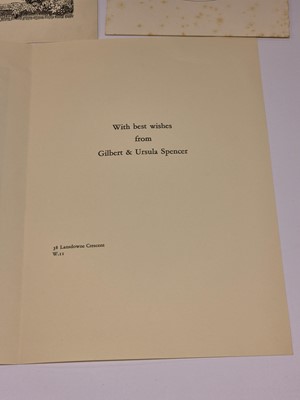 With best wishes
from
Gilbert & Ursula Spencer
38 Lansdowne Crescent
W.11